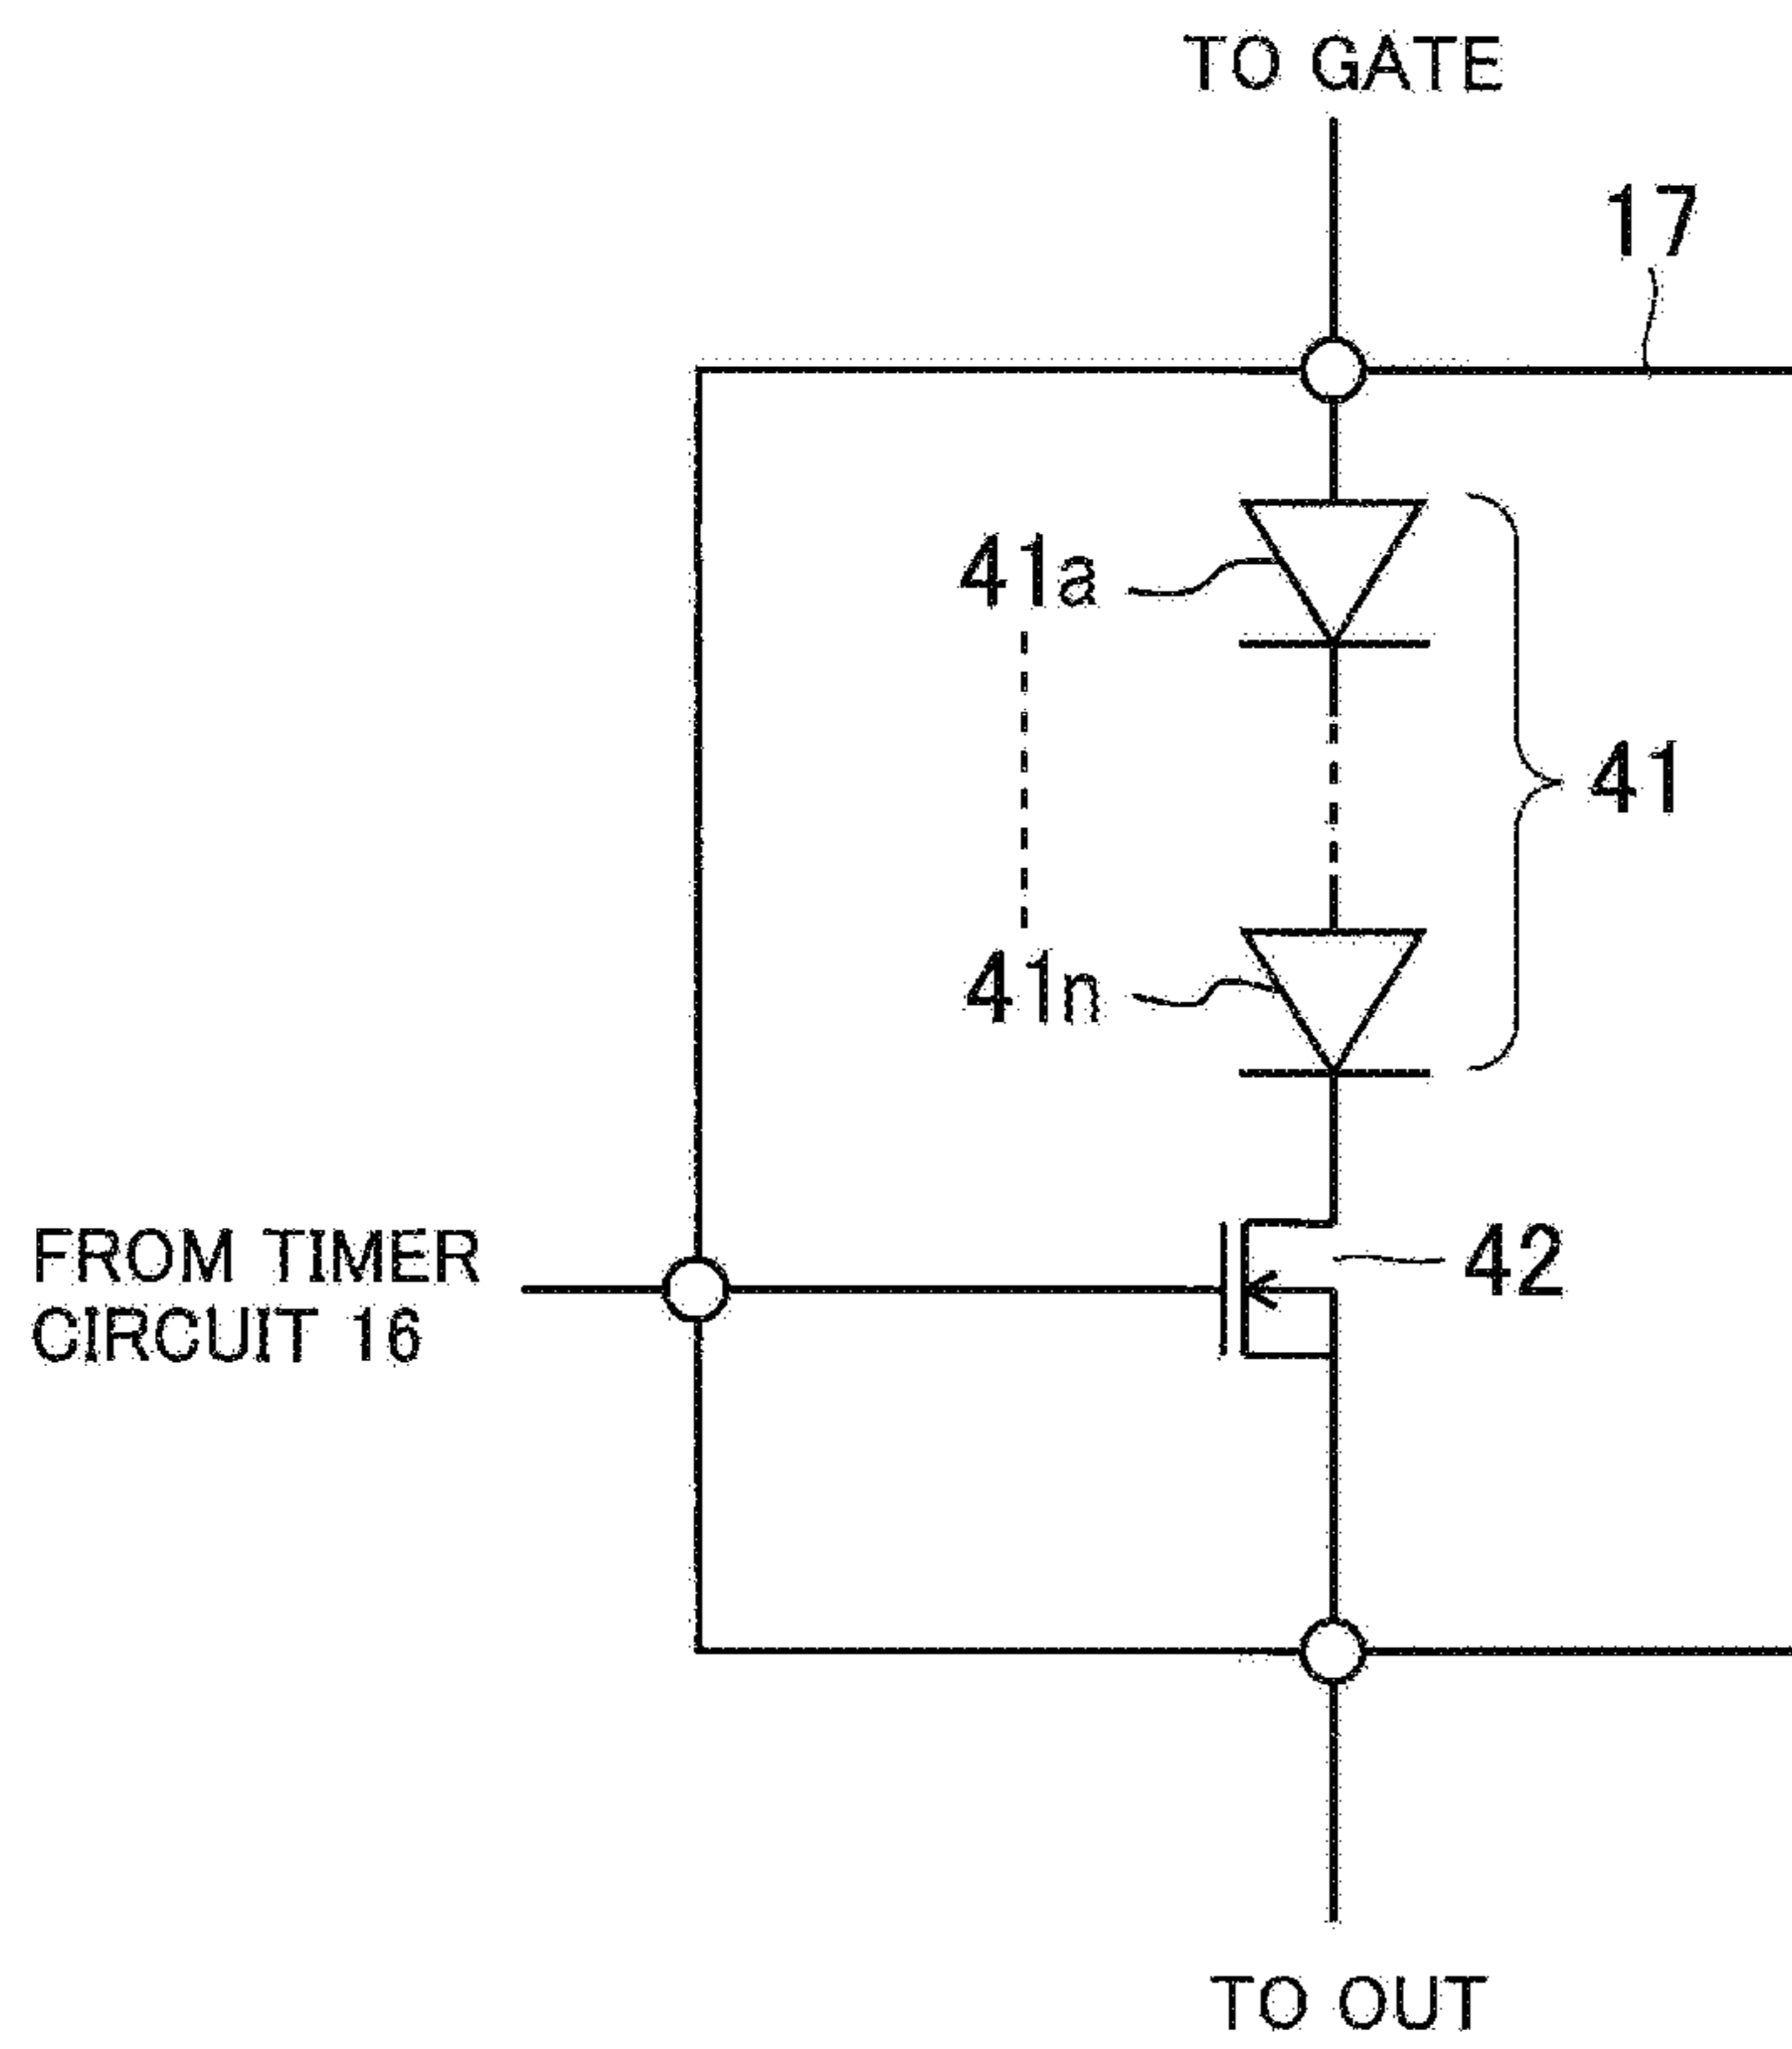 TO GATE
17
41a
41
41n
FROM TIMER
CIRCUIT 16
42
TO OUT